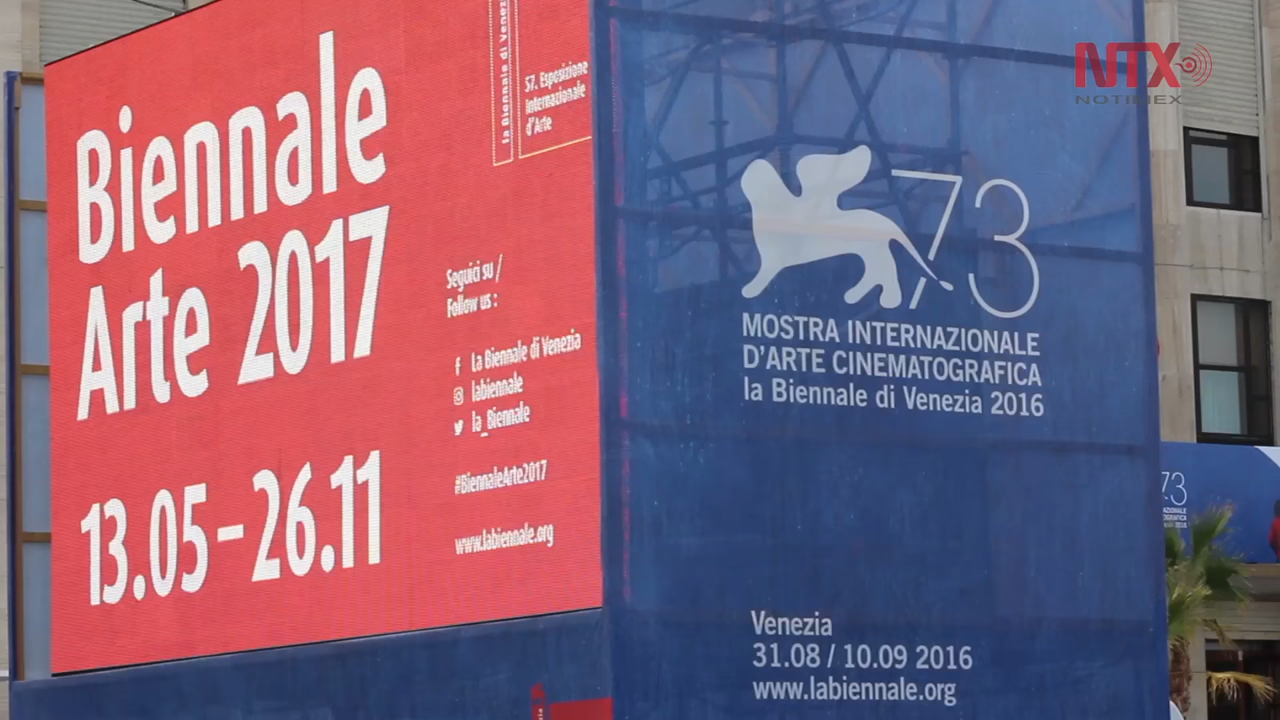 Biennale
Arte 2017
13.05–26.11
la Biennale di Venez
57. Esposizione
Internazionale
d'Arte
Seguici su /
Follow us :
la Biennale di Venezia
labiennale
la_Biennale
#BiennaleArte2017
www.labiennale.org
NTX
NOTIMEX
73
MOSTRA INTERNAZIONALE
D'ARTE CINEMATOGRAFICA
la Biennale di Venezia 2016
Venezia
31.08 / 10.09 2016
www.labiennale.org
73